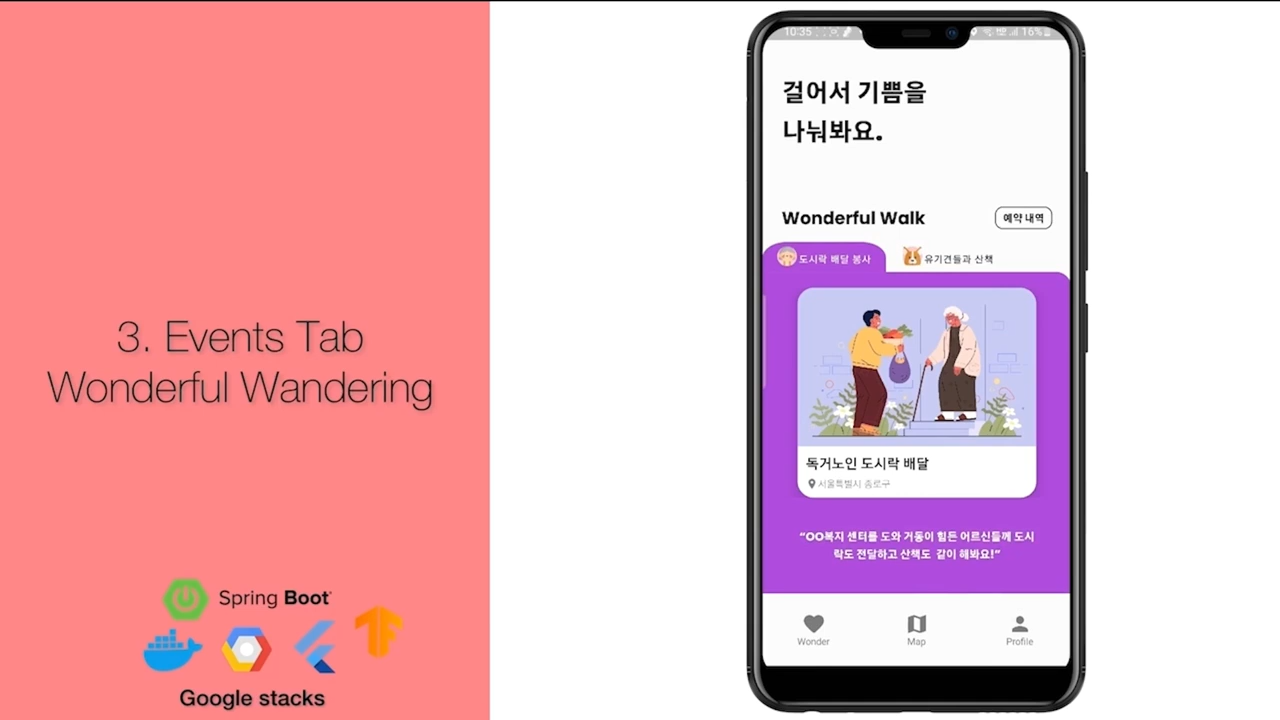 3. Events Tab
Wonderful Wandering
Spring Boot
Google stacks
10:35
16%
걸어서 기쁨을
나눠봐요.
Wonderful Walk
예약 내역
도시락 배달 봉사
유기견들과 산책
독거노인 도시락 배달
서울특별시 종로구
“OO복지 센터를 도와 거동이 힘든 어르신들께 도시
락도 전달하고 산책도 같이 해봐요!”
Wonder
Map
Profile